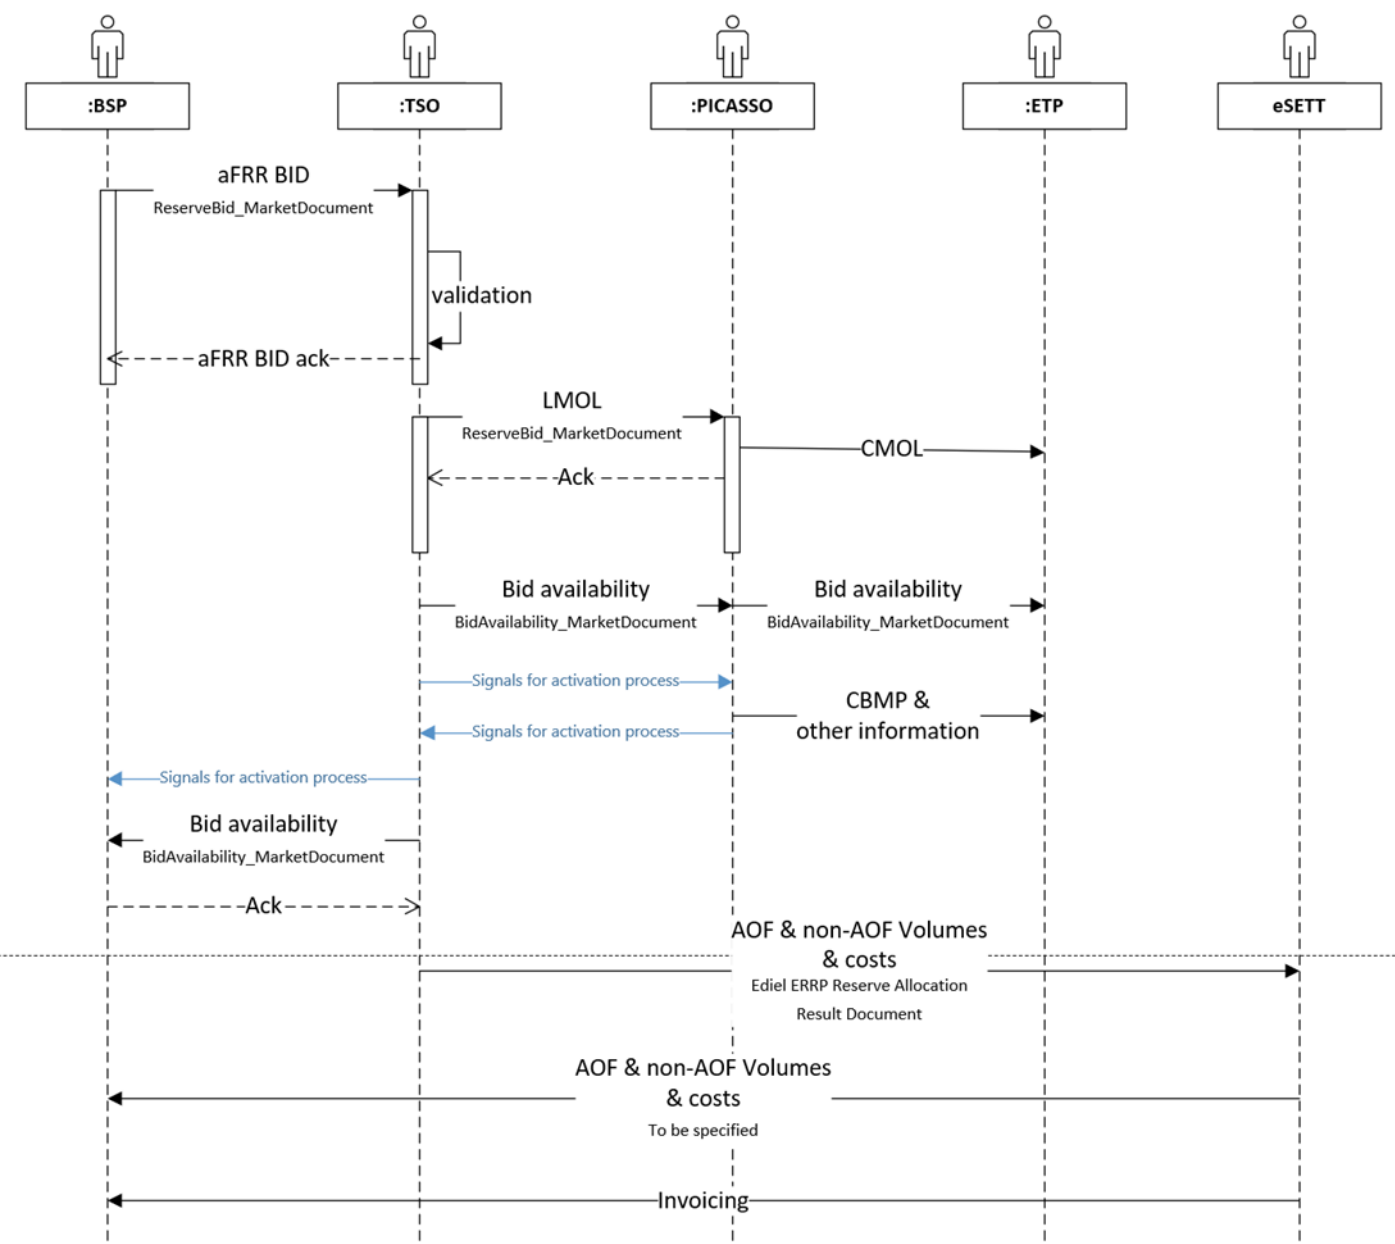 :BSP
:TSO
:PICASSO
:ETP
eSETT
aFRR BID
ReserveBid_MarketDocument
validation
aFRR BID ack
LMOL
ReserveBid_MarketDocument
CMOL
Ack
Bid availability
BidAvailability_MarketDocument
Bid availability
BidAvailability_MarketDocument
Signals for activation process
CBMP &
other information
Signals for activation process
Signals for activation process
Bid availability
BidAvailability_MarketDocument
Ack
AOF & non-AOF Volumes
& costs
Ediel ERRP Reserve Allocation
Result Document
AOF & non-AOF Volumes
& costs
To be specified
Invoicing